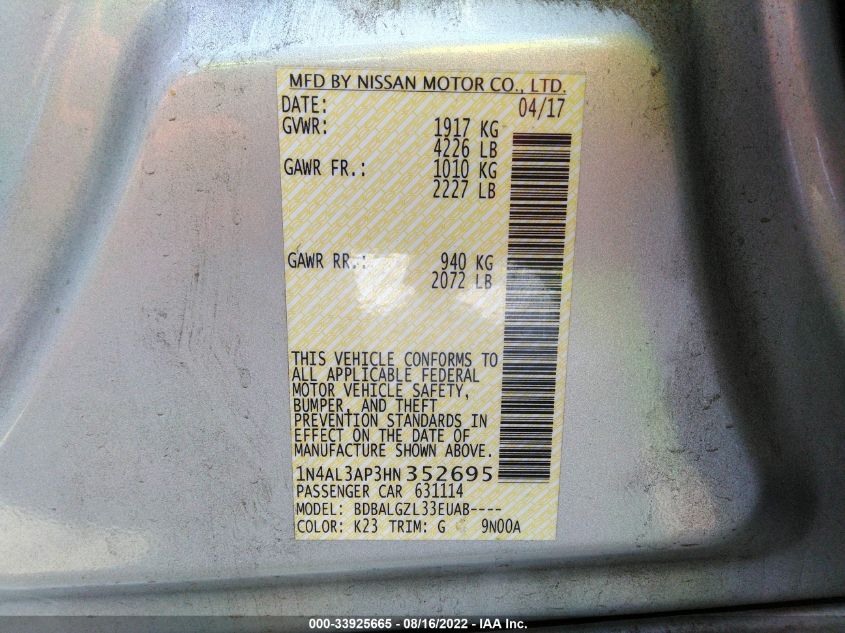 MFD BY NISSAN MOTOR CO., LTD.
DATE: 04/17
GVWR: 1917 KG
4226 LB
GAWR FR.: 1010 KG
2227 LB
GAWR RR.: 940 KG
2072 LB
THIS VEHICLE CONFORMS TO
ALL APPLICABLE FEDERAL
MOTOR VEHICLE SAFETY,
BUMPER, AND THEFT
PREVENTION STANDARDS IN
EFFECT ON THE DATE OF
MANUFACTURE SHOWN ABOVE.
1N4AL3AP3HN352695
PASSENGER CAR 631114
MODEL: BDBALGZL33EUAB----
COLOR: K23 TRIM: G 9N00A
000-33925665 - 08/16/2022 - IAA Inc.